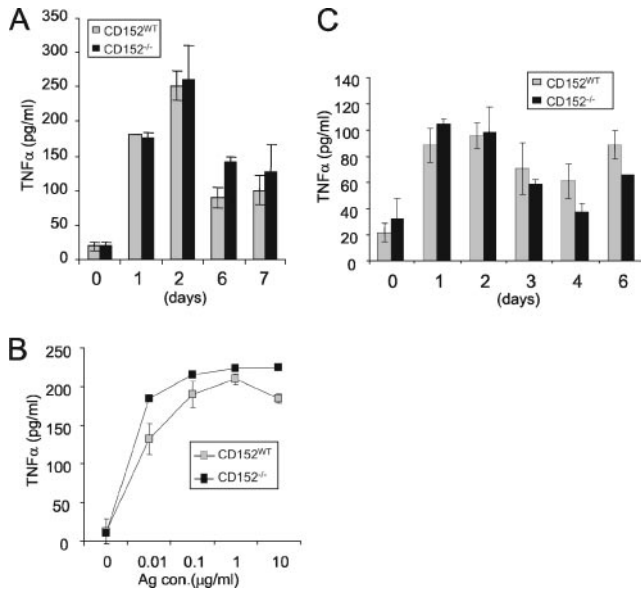 A
CD152WT
CD152-/-
TNFα (pg/ml)
350
300
250
200
150
100
50
0
0 1 2 6 7
(days)
C
CD152WT
CD152-/-
TNFα (pg/ml)
140
120
100
80
60
40
20
0
0 1 2 3 4 6
(days)
B
TNFα (pg/ml)
250
200
150
100
50
0
CD152WT
CD152-/-
0 0.01 0.1 1 10
Ag con.(μg/ml)